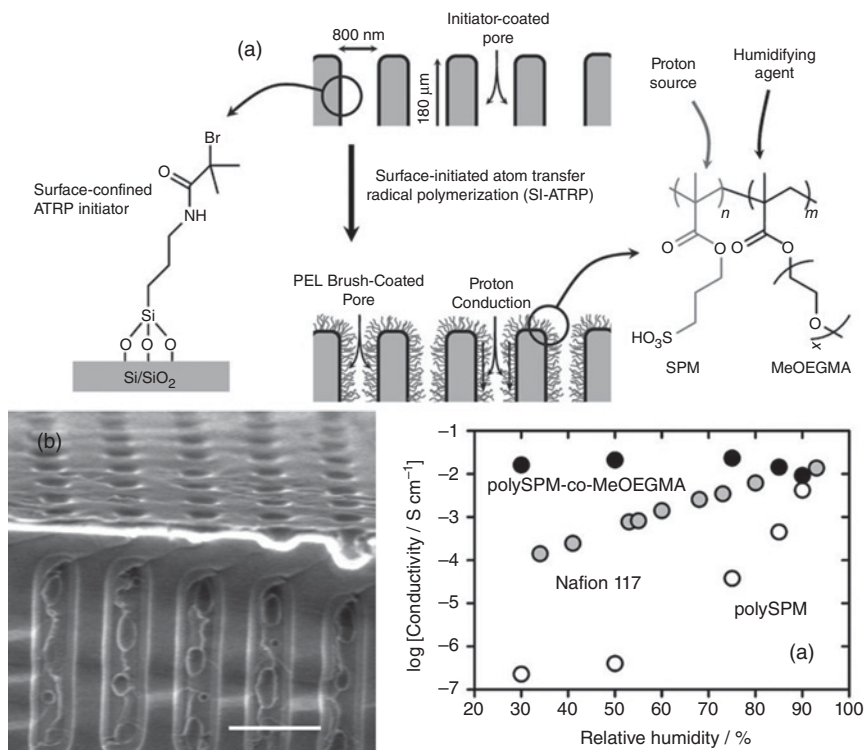 (a)
800 nm
180 μm
Initiator-coated
pore
Proton
source
Humidifying
agent
Br
O
NH
Surface-confined
ATRP initiator
Si
O O O
Si/SiO2
Surface-initiated atom transfer
radical polymerization (SI-ATRP)
PEL Brush-Coated
Pore
Proton
Conduction
n
m
O
O
O
O
HO3S
O
x
SPM
MeOEGMA
(b)
log [Conductivity / S cm−1]
−1
−2
−3
−4
−5
−6
−7
polySPM-co-MeOEGMA
Nafion 117
polySPM
(a)
20 30 40 50 60 70 80 90 100
Relative humidity / %